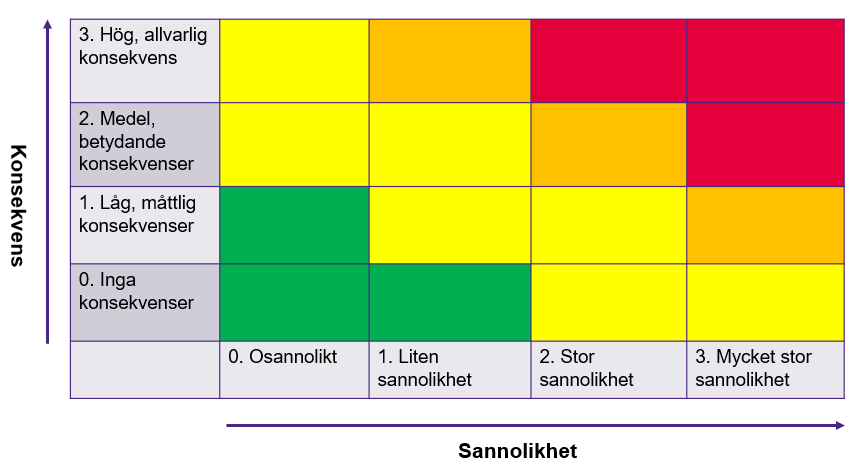 Konsekvens
3. Hög, allvarlig
konsekvens
2. Medel,
betydande
konsekvenser
1. Låg, måttlig
konsekvenser
0. Inga
konsekvenser
0. Osannolikt
1. Liten
sannolikhet
2. Stor
sannolikhet
3. Mycket stor
sannolikhet
Sannolikhet